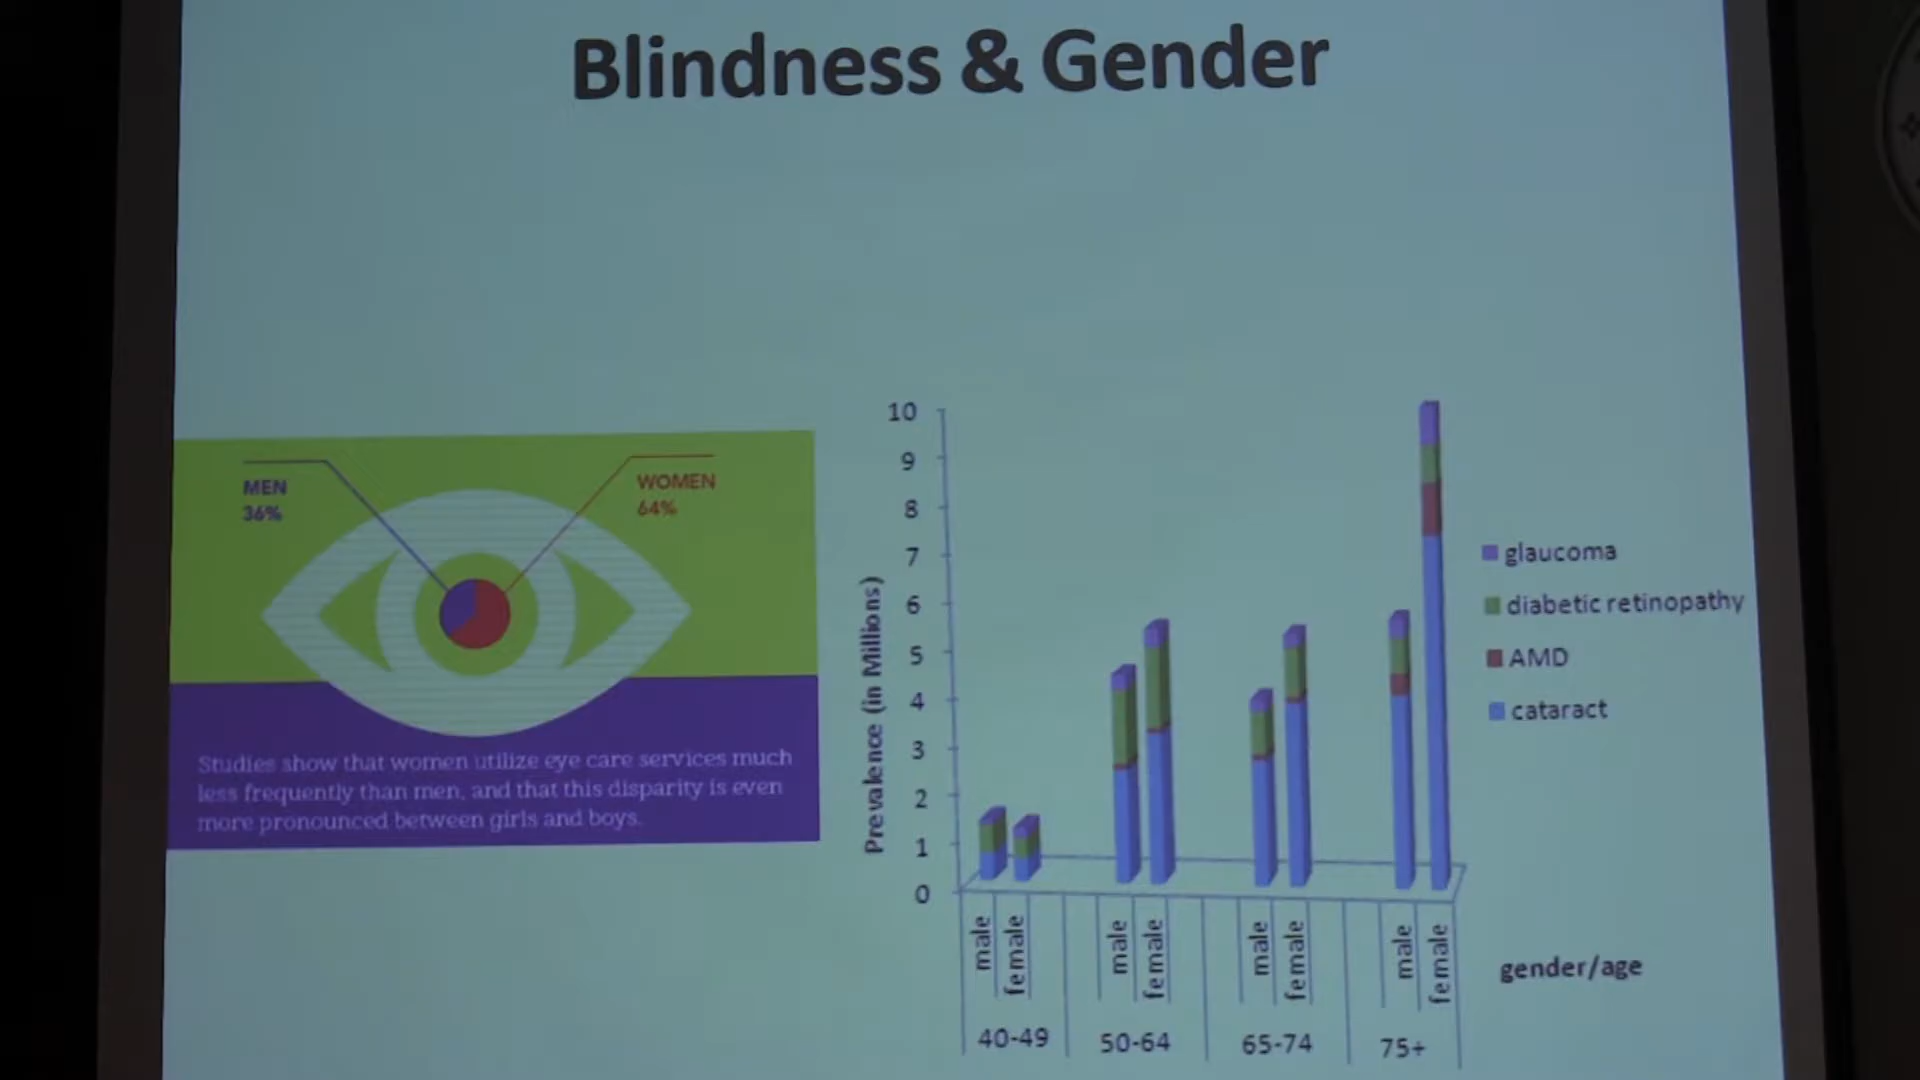 Blindness & Gender
MEN
36%
WOMEN
64%
Studies show that women utilize eye care services much
less frequently than men, and that this disparity is even
more pronounced between girls and boys.
Prevalence (in Millions)
10
9
8
7
6
5
4
3
2
1
0
male
female
male
female
male
female
male
female
40-49
50-64
65-74
75+
gender/age
glaucoma
diabetic retinopathy
AMD
cataract